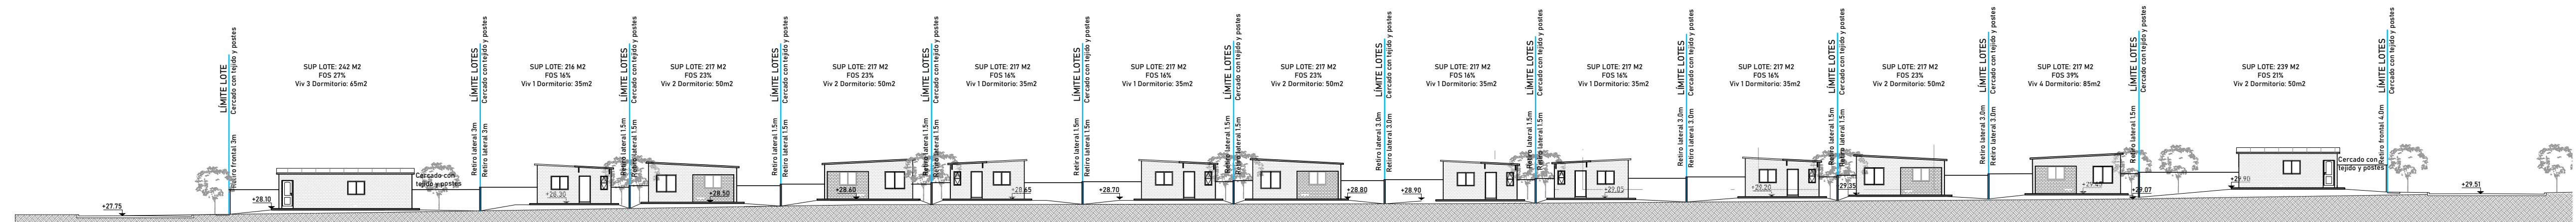 LÍMITE LOTE
Cercado con tejido y postes
Retiro frontal 3m
SUP LOTE: 242 M2
FOS 27%
Viv 3 Dormitorio: 65m2
Cercado con
tejido y postes
+27.75
+28.10
LÍMITE LOTES
Cercado con tejido y postes
Retiro lateral 3m
Retiro lateral 3m
SUP LOTE: 216 M2
FOS 16%
Viv 1 Dormitorio: 35m2
+28.30
LÍMITE LOTES
Cercado con tejido y postes
Retiro lateral 1.5m
Retiro lateral 1.5m
SUP LOTE: 217 M2
FOS 23%
Viv 2 Dormitorio: 50m2
+28.50
LÍMITE LOTES
Cercado con tejido y postes
Retiro lateral 1.5m
Retiro lateral 1.5m
SUP LOTE: 217 M2
FOS 23%
Viv 2 Dormitorio: 50m2
+28.60
LÍMITE LOTES
Cercado con tejido y postes
Retiro lateral 1.5m
Retiro lateral 1.5m
SUP LOTE: 217 M2
FOS 16%
Viv 1 Dormitorio: 35m2
+28.65
LÍMITE LOTES
Cercado con tejido y postes
Retiro lateral 1.5m
Retiro lateral 1.5m
SUP LOTE: 217 M2
FOS 16%
Viv 1 Dormitorio: 35m2
+28.70
LÍMITE LOTES
Cercado con tejido y postes
Retiro lateral 1.5m
Retiro lateral 1.5m
SUP LOTE: 217 M2
FOS 23%
Viv 2 Dormitorio: 50m2
+28.80
LÍMITE LOTES
Cercado con tejido y postes
Retiro lateral 3.0m
Retiro lateral 3.0m
SUP LOTE: 217 M2
FOS 16%
Viv 1 Dormitorio: 35m2
+28.90
LÍMITE LOTES
Cercado con tejido y postes
Retiro lateral 1.5m
Retiro lateral 1.5m
SUP LOTE: 217 M2
FOS 16%
Viv 1 Dormitorio: 35m2
+29.05
LÍMITE LOTES
Cercado con tejido y postes
Retiro lateral 3.0m
Retiro lateral 3.0m
SUP LOTE: 217 M2
FOS 16%
Viv 1 Dormitorio: 35m2
+29.20
LÍMITE LOTES
Cercado con tejido y postes
Retiro lateral 1.5m
Retiro lateral 1.5m
SUP LOTE: 217 M2
FOS 23%
Viv 2 Dormitorio: 50m2
+29.35
LÍMITE LOTES
Cercado con tejido y postes
Retiro lateral 3.0m
Retiro lateral 3.0m
SUP LOTE: 217 M2
FOS 39%
Viv 4 Dormitorio: 85m2
LÍMITE LOTES
Cercado con tejido y postes
Retiro lateral 1.5m
+29.07
SUP LOTE: 239 M2
FOS 21%
Viv 2 Dormitorio: 50m2
+29.90
Cercado con
tejido y postes
LÍMITE LOTES
Cercado con tejido y postes
Retiro frontal 4.0m
+29.51